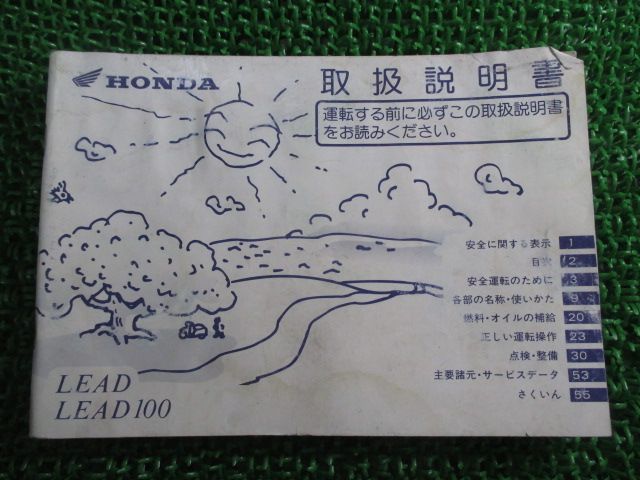 HONDA
取扱説明書
運転する前に必ずこの取扱説明書
をお読みください。
安全に関する表示 1
目次 2
安全運転のために 3
各部の名称・使いかた 9
燃料・オイルの補給 20
正しい運転操作 23
点検・整備 30
主要諸元・サービスデータ 53
さくいん 55
LEAD
LEAD100